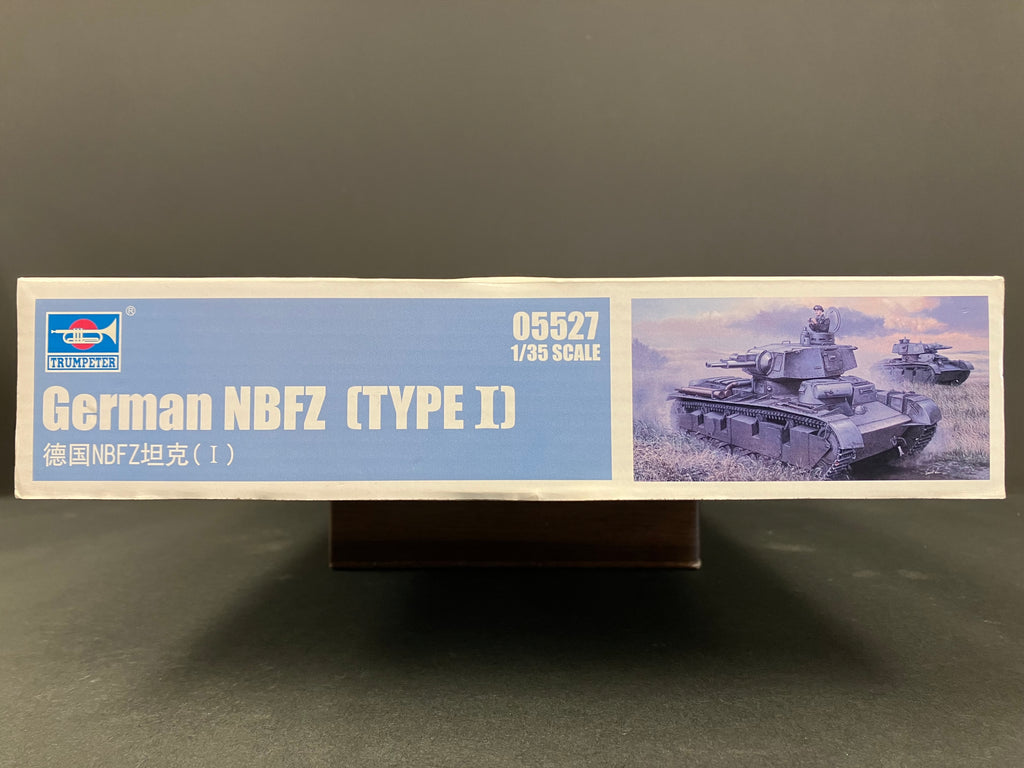 ®
TRUMPETER
05527
1/35 SCALE
German NBFZ (TYPE I)
德国NBFZ坦克(I)